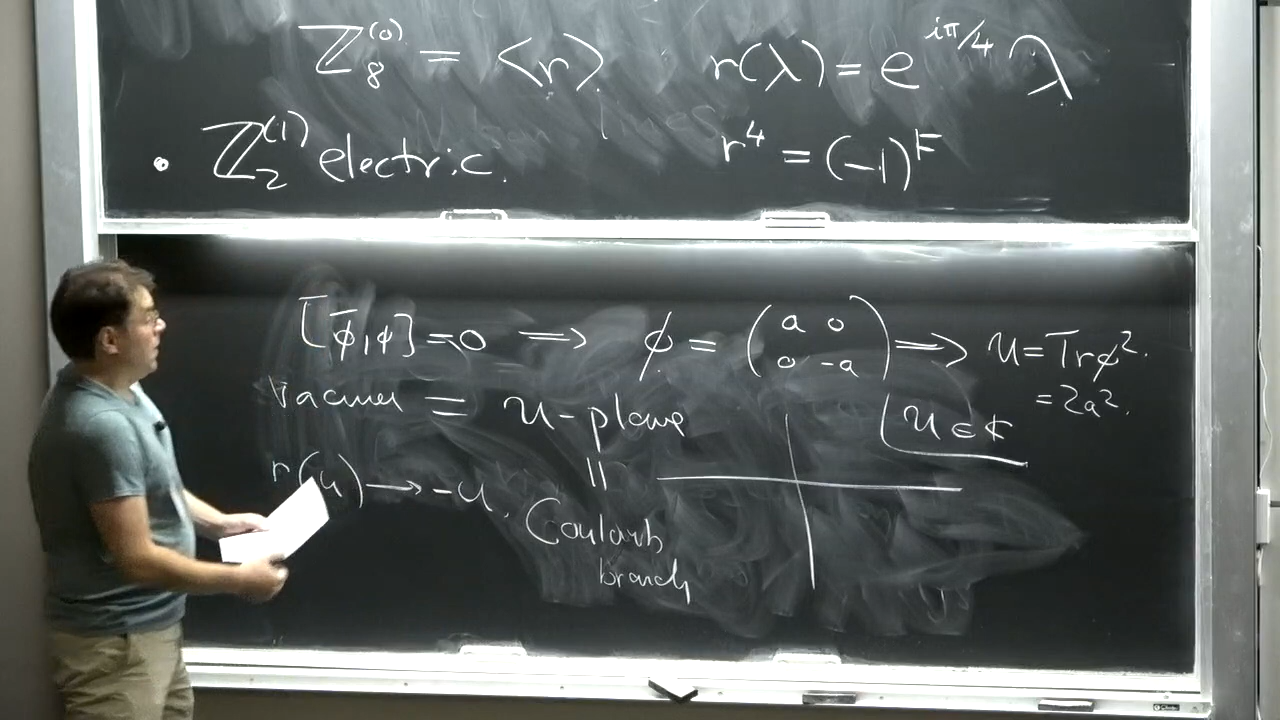 ℤ₈⁽⁰⁾ = <r> r(λ) = e^{iπ/4} λ
• ℤ₂⁽¹⁾ electric. r⁴ = (-1)^F
[φ̄, φ] = 0 ⟹ φ = (a 0 0 -a) ⟹ u = Tr φ².
= 2a².
Vacua = u-plane u ∈ ℂ
r(u) → -u. ||
Coulomb
branch